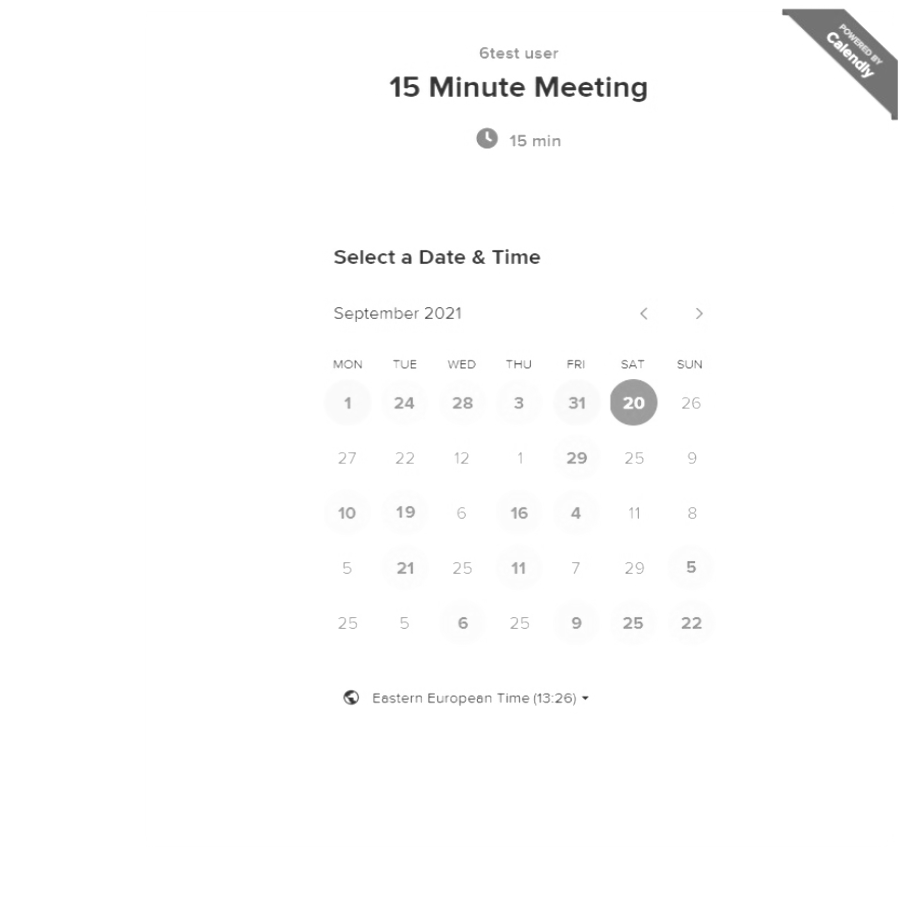 POWERED BY
Calendly
6test user
15 Minute Meeting
15 min
Select a Date & Time
September 2021
MON TUE WED THU FRI SAT SUN
1 24 28 3 31 20 26
27 22 12 1 29 25 9
10 19 6 16 4 11 8
5 21 25 11 7 29 5
25 5 6 25 9 25 22
Eastern European Time (13:26)